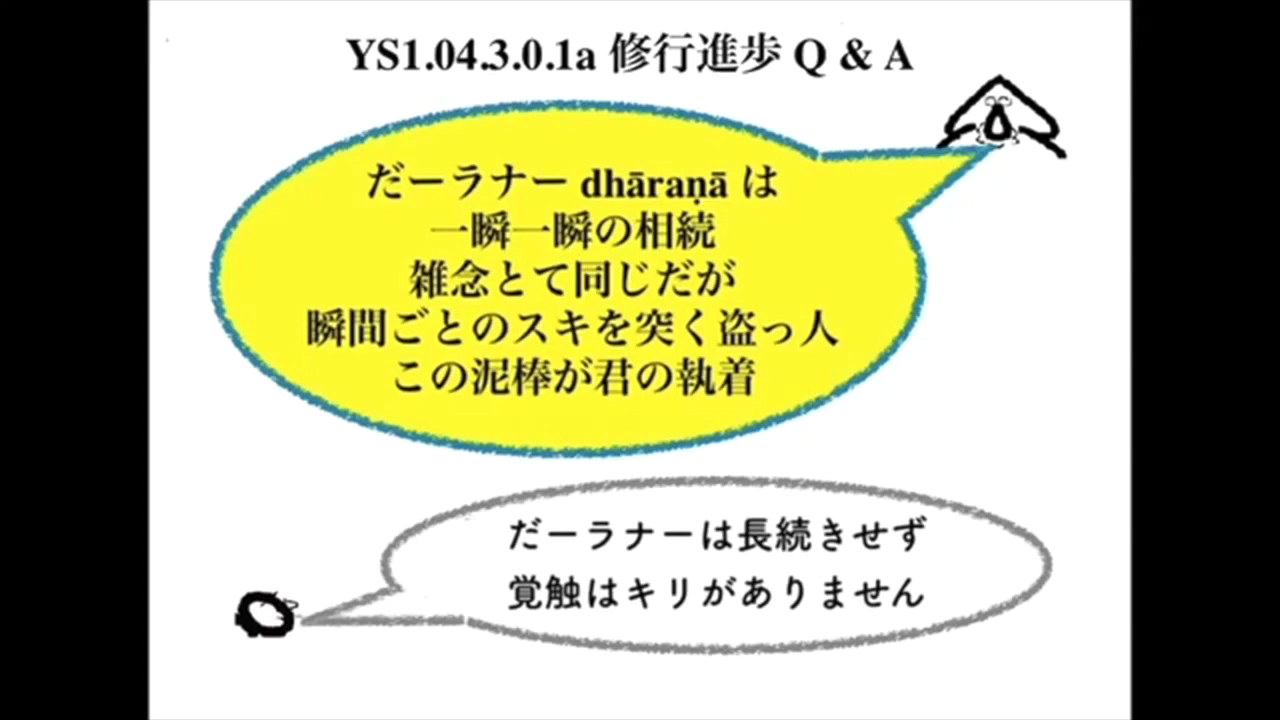 YS1.04.3.0.1a 修行進歩 Q & A
だーラナー dhāraṇā は
一瞬一瞬の相続
雑念とて同じだが
瞬間ごとのスキを突く盗っ人
この泥棒が君の執着
だーラナーは長続きせず
覚触はキリがありません